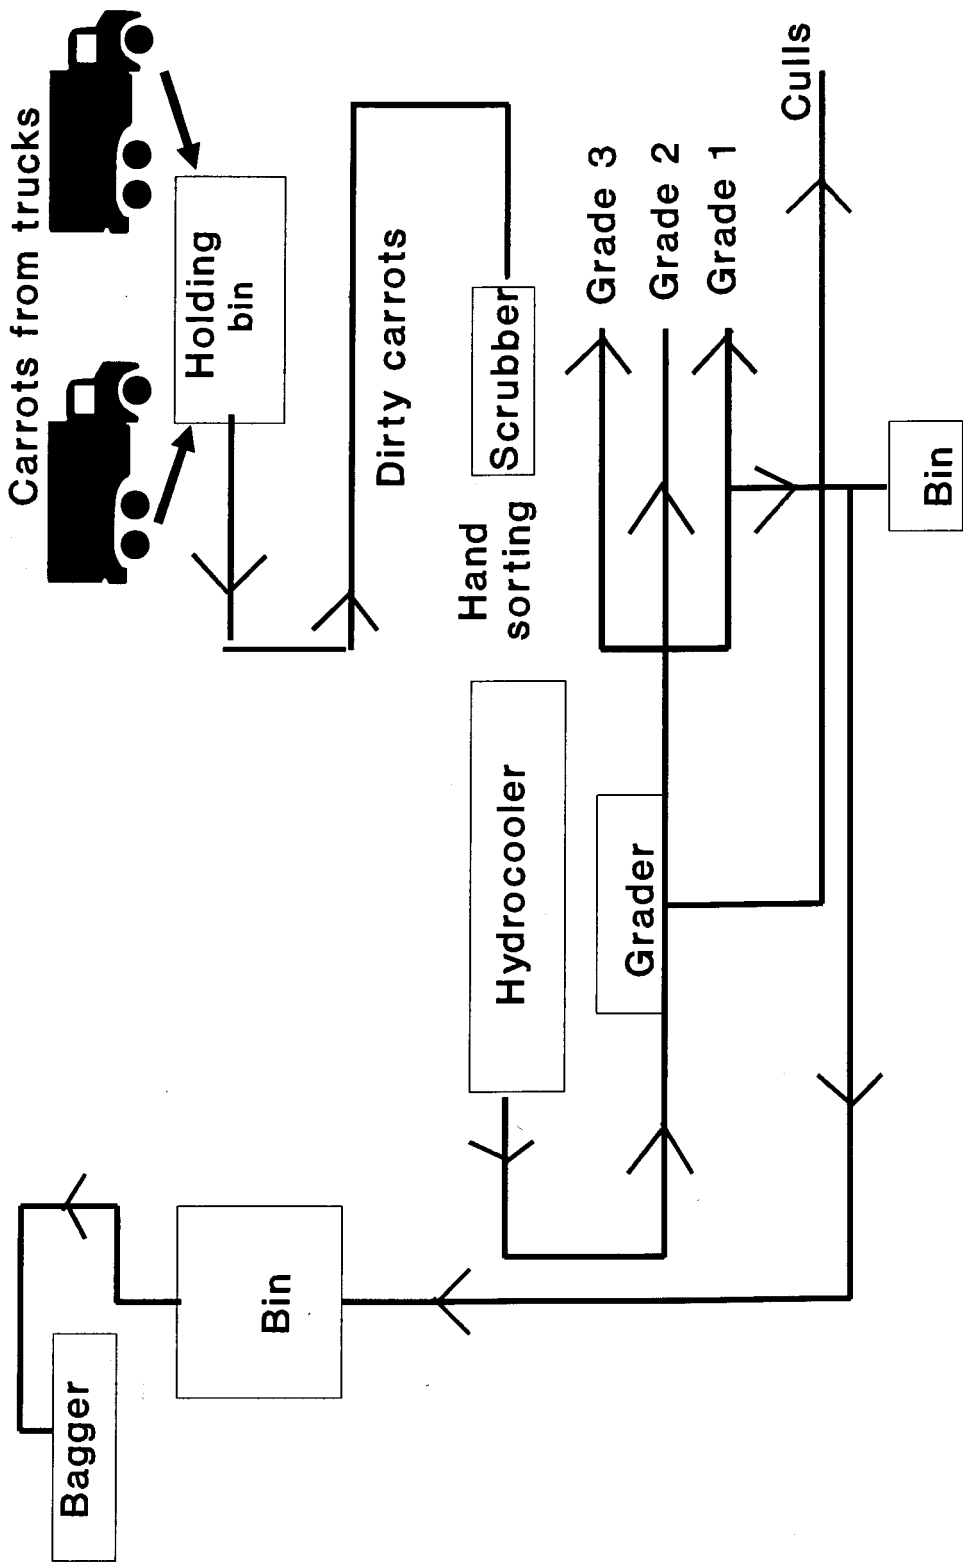 Carrots from trucks
Holding
bin
Dirty carrots
Scrubber
Hand
sorting
Hydrocooler
Grader
Grade 3
Grade 2
Grade 1
Culls
Bin
Bin
Bagger